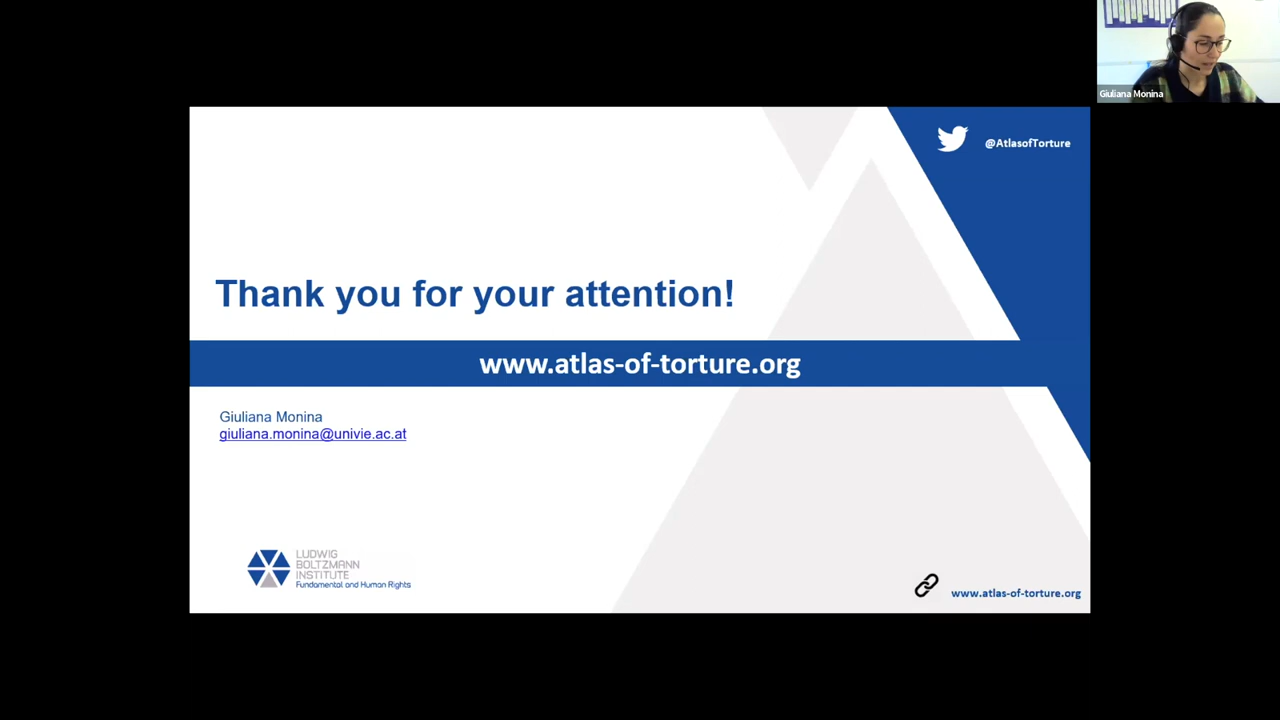 Giuliana Monina
@AtlasofTorture
Thank you for your attention!
www.atlas-of-torture.org
Giuliana Monina
giuliana.monina@univie.ac.at
LUDWIG
BOLTZMANN
INSTITUTE
Fundamental and Human Rights
www.atlas-of-torture.org